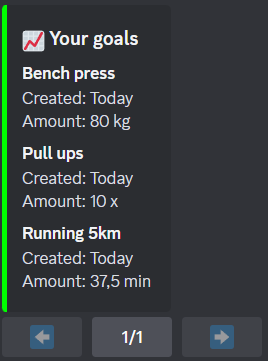 Your goals
Bench press
Created: Today
Amount: 80 kg
Pull ups
Created: Today
Amount: 10 x
Running 5km
Created: Today
Amount: 37,5 min
1/1